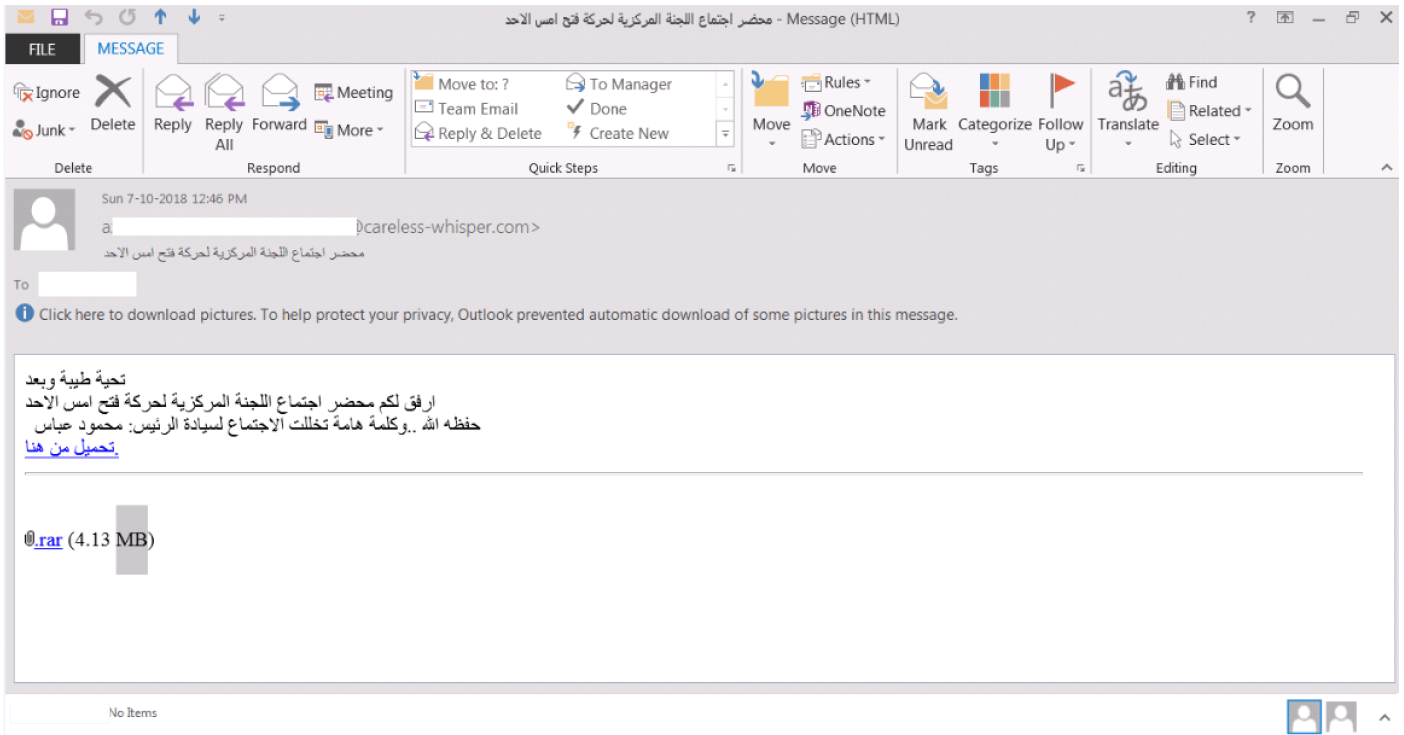 محضر اجتماع اللجنة المركزية لحركة فتح امس الاحد - Message (HTML)
?
FILE
MESSAGE
Ignore
Junk
Delete
Reply
Reply All
Forward
Meeting
More
Move to: ?
Team Email
Reply & Delete
To Manager
Done
Create New
Move
Rules
OneNote
Actions
Mark Unread
Categorize
Follow Up
Translate
Find
Related
Select
Zoom
Delete
Respond
Quick Steps
Move
Tags
Editing
Zoom
Sun 7-10-2018 12:46 PM
a @careless-whisper.com>
محضر اجتماع اللجنة المركزية لحركة فتح امس الاحد
To
Click here to download pictures. To help protect your privacy, Outlook prevented automatic download of some pictures in this message.
تحية طيبة وبعد
ارفق لكم محضر اجتماع اللجنة المركزية لحركة فتح امس الاحد
حفظه الله ..وكلمة هامة تخللت الاجتماع لسيادة الرئيس: محمود عباس
.تحميل من هنا
.rar (4.13 MB)
No Items